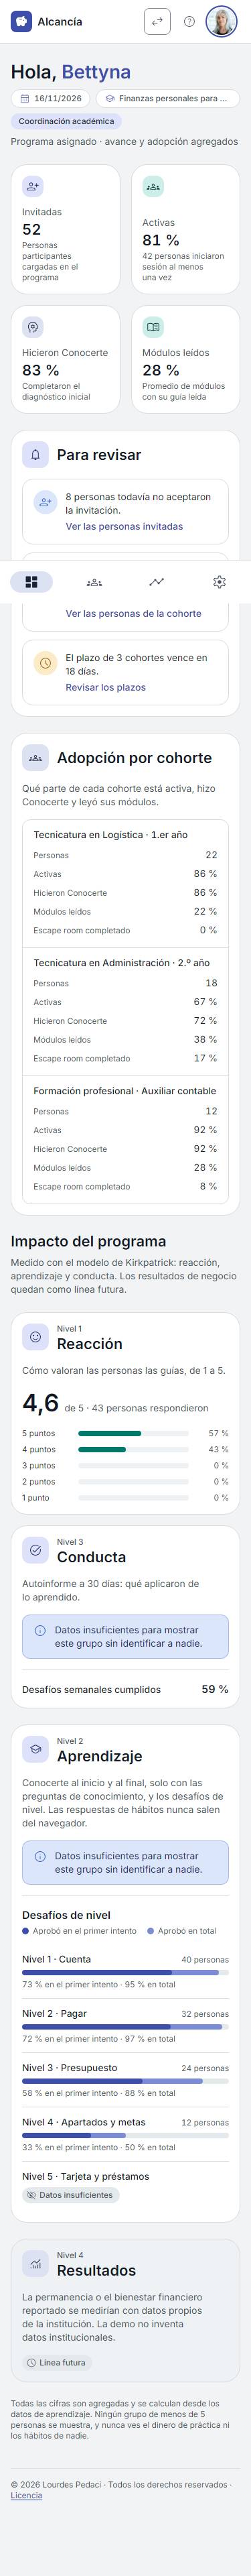 Alcancía
Hola, Bettyna
16/11/2026
Finanzas personales para ...
Coordinación académica
Programa asignado · avance y adopción agregados
Invitadas
52
Personas
participantes
cargadas en el
programa
Activas
81 %
42 personas iniciaron
sesión al menos
una vez
Hicieron Conocerte
83 %
Completaron el
diagnóstico inicial
Módulos leídos
28 %
Promedio de módulos
con su guía leída
Para revisar
8 personas todavía no aceptaron
la invitación.
Ver las personas invitadas
Ver las personas de la cohorte
El plazo de 3 cohortes vence en
18 días.
Revisar los plazos
Adopción por cohorte
Qué parte de cada cohorte está activa, hizo
Conocerte y leyó sus módulos.
Tecnicatura en Logística · 1.er año
Personas 22
Activas 86 %
Hicieron Conocerte 86 %
Módulos leídos 22 %
Escape room completado 0 %
Tecnicatura en Administración · 2.º año
Personas 18
Activas 67 %
Hicieron Conocerte 72 %
Módulos leídos 38 %
Escape room completado 17 %
Formación profesional · Auxiliar contable
Personas 12
Activas 92 %
Hicieron Conocerte 92 %
Módulos leídos 28 %
Escape room completado 8 %
Impacto del programa
Medido con el modelo de Kirkpatrick: reacción,
aprendizaje y conducta. Los resultados de negocio
quedan como línea futura.
Nivel 1
Reacción
Cómo valoran las personas las guías, de 1 a 5.
4,6 de 5 · 43 personas respondieron
5 puntos 57 %
4 puntos 43 %
3 puntos 0 %
2 puntos 0 %
1 punto 0 %
Nivel 3
Conducta
Autoinforme a 30 días: qué aplicaron de
lo aprendido.
Datos insuficientes para mostrar
este grupo sin identificar a nadie.
Desafíos semanales cumplidos 59 %
Nivel 2
Aprendizaje
Conocerte al inicio y al final, solo con las
preguntas de conocimiento, y los desafíos de
nivel. Las respuestas de hábitos nunca salen
del navegador.
Datos insuficientes para mostrar
este grupo sin identificar a nadie.
Desafíos de nivel
Aprobó en el primer intento
Aprobó en total
Nivel 1 · Cuenta 40 personas
73 % en el primer intento · 95 % en total
Nivel 2 · Pagar 32 personas
72 % en el primer intento · 97 % en total
Nivel 3 · Presupuesto 24 personas
58 % en el primer intento · 88 % en total
Nivel 4 · Apartados y metas 12 personas
33 % en el primer intento · 50 % en total
Nivel 5 · Tarjeta y préstamos
Datos insuficientes
Nivel 4
Resultados
La permanencia o el bienestar financiero
reportado se medirían con datos propios
de la institución. La demo no inventa
datos institucionales.
Línea futura
Todas las cifras son agregadas y se calculan desde los
datos de aprendizaje. Ningún grupo de menos de 5
personas se muestra, y nunca ves el dinero de práctica ni
los hábitos de nadie.
© 2026 Lourdes Pedaci · Todos los derechos reservados ·
Licencia